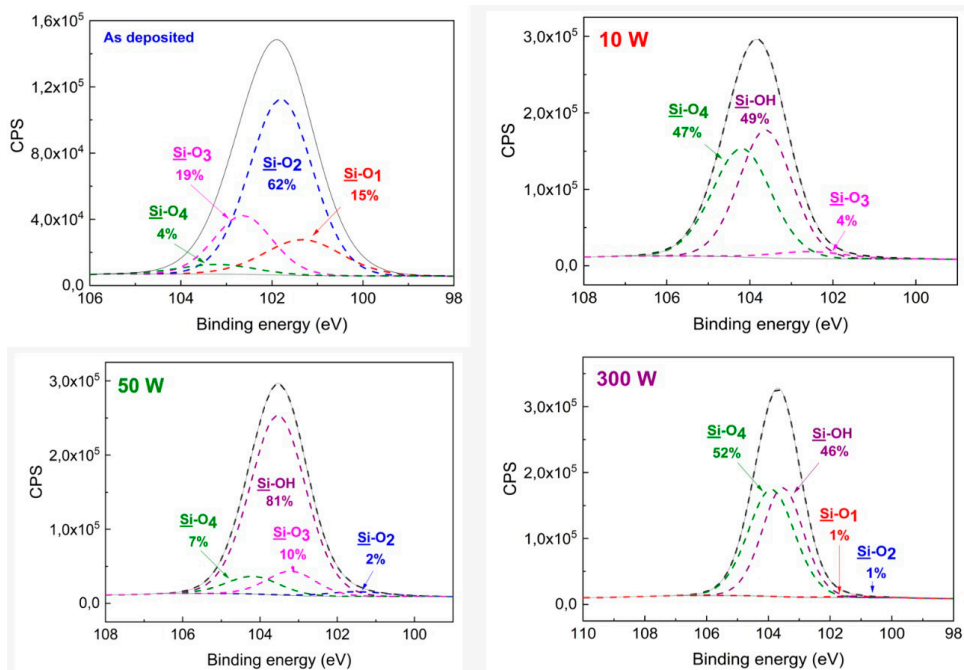 As deposited
1,6x10⁵
1,2x10⁵
8,0x10⁴
4,0x10⁴
0,0
CPS
Si-O3
19%
Si-O2
62%
Si-O1
15%
Si-O4
4%
106 104 102 100 98
Binding energy (eV)
10 W
3,0x10⁵
2,0x10⁵
1,0x10⁵
0,0
CPS
Si-O4
47%
Si-OH
49%
Si-O3
4%
108 106 104 102 100
Binding energy (eV)
50 W
3,0x10⁵
2,0x10⁵
1,0x10⁵
0,0
CPS
Si-OH
81%
Si-O4
7%
Si-O3
10%
Si-O2
2%
108 106 104 102 100
Binding energy (eV)
300 W
3,0x10⁵
2,0x10⁵
1,0x10⁵
0,0
CPS
Si-O4
52%
Si-OH
46%
Si-O1
1%
Si-O2
1%
110 108 106 104 102 100 98
Binding energy (eV)